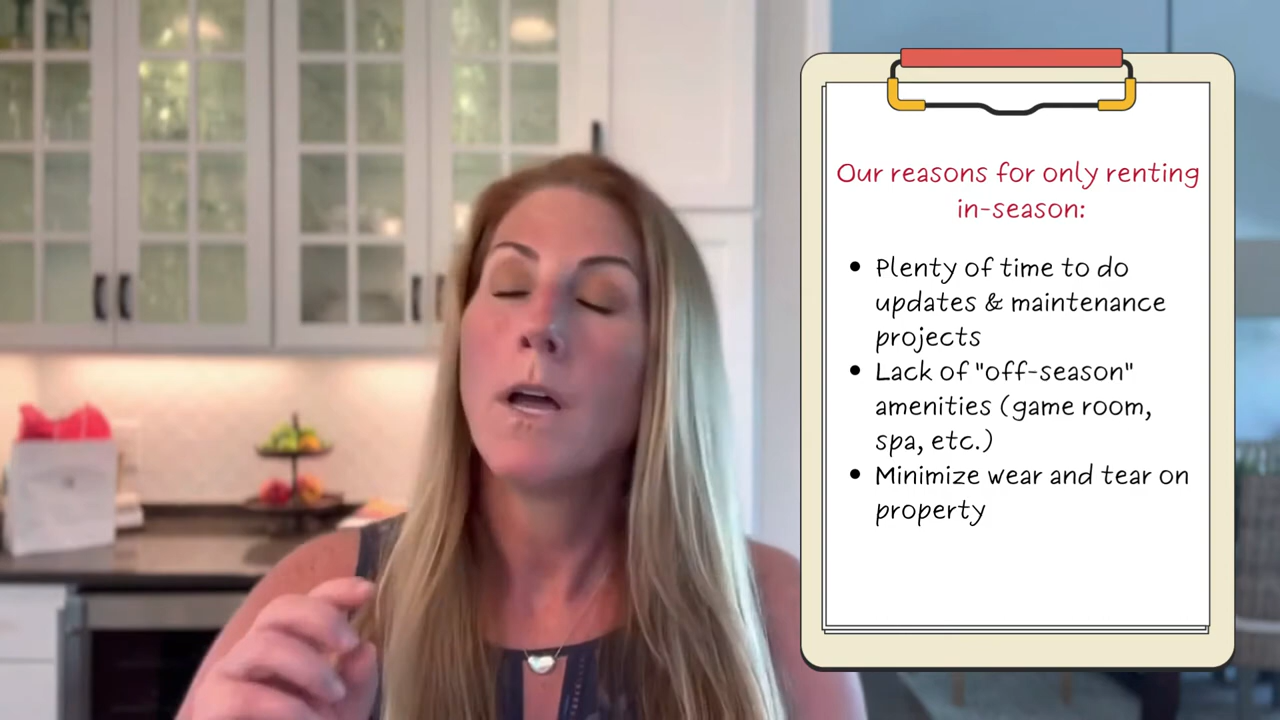 Our reasons for only renting
in-season:
• Plenty of time to do
updates & maintenance
projects
• Lack of "off-season"
amenities (game room,
spa, etc.)
• Minimize wear and tear on
property